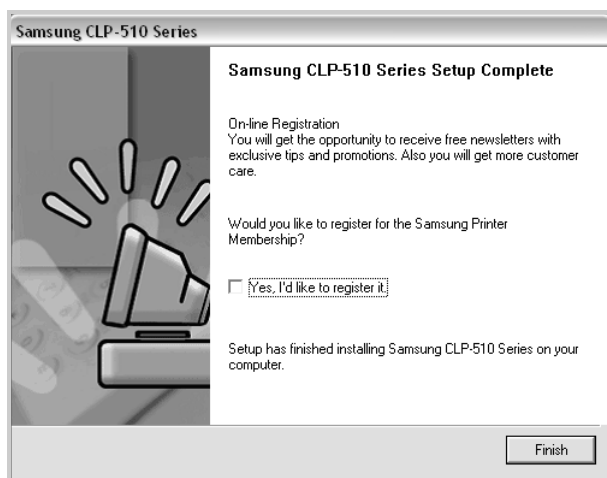 Samsung CLP-510 Series
Samsung CLP-510 Series Setup Complete
On-line Registration
You will get the opportunity to receive free newsletters with
exclusive tips and promotions. Also you will get more customer
care.
Would you like to register for the Samsung Printer
Membership?
Yes, I'd like to register it.
Setup has finished installing Samsung CLP-510 Series on your
computer.
Finish